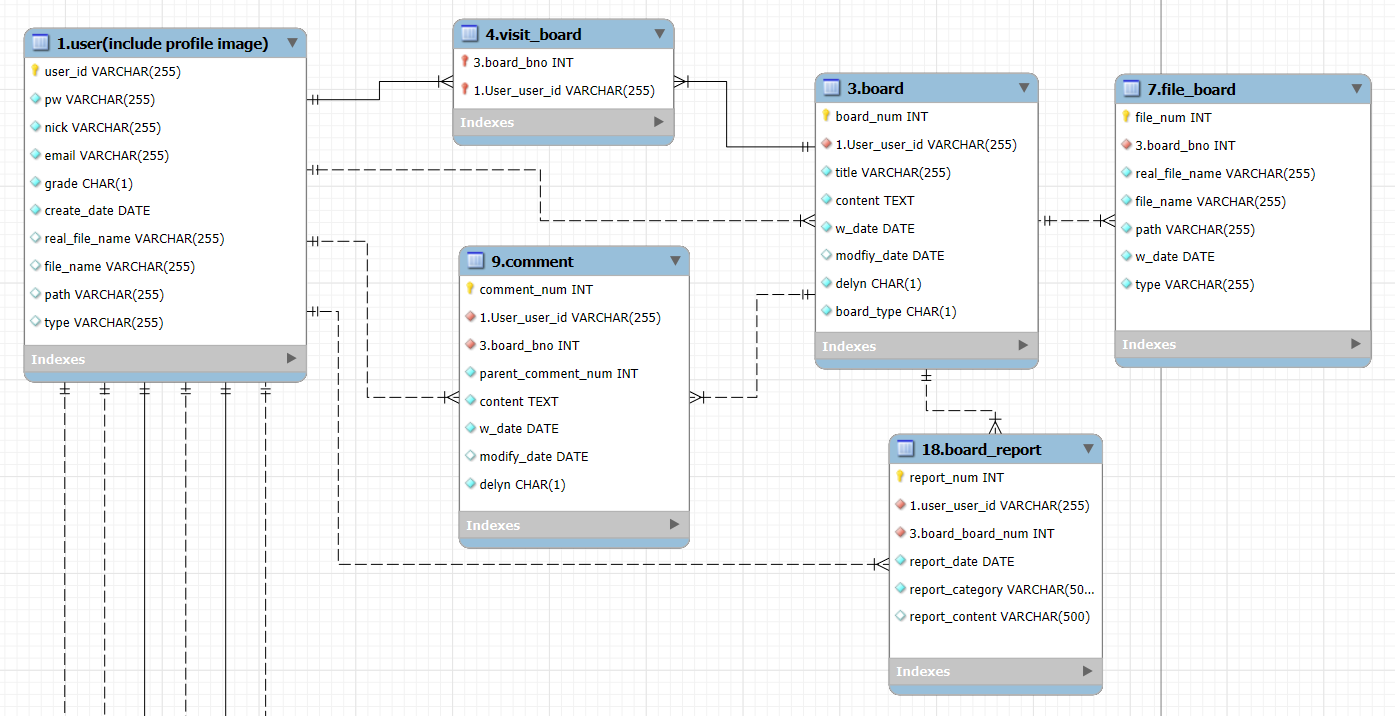 1.user(include profile image)
user_id VARCHAR(255)
pw VARCHAR(255)
nick VARCHAR(255)
email VARCHAR(255)
grade CHAR(1)
create_date DATE
real_file_name VARCHAR(255)
file_name VARCHAR(255)
path VARCHAR(255)
type VARCHAR(255)
Indexes
4.visit_board
3.board_bno INT
1.User_user_id VARCHAR(255)
Indexes
3.board
board_num INT
1.User_user_id VARCHAR(255)
title VARCHAR(255)
content TEXT
w_date DATE
modfiy_date DATE
delyn CHAR(1)
board_type CHAR(1)
Indexes
7.file_board
file_num INT
3.board_bno INT
real_file_name VARCHAR(255)
file_name VARCHAR(255)
path VARCHAR(255)
w_date DATE
type VARCHAR(255)
Indexes
9.comment
comment_num INT
1.User_user_id VARCHAR(255)
3.board_bno INT
parent_comment_num INT
content TEXT
w_date DATE
modify_date DATE
delyn CHAR(1)
Indexes
18.board_report
report_num INT
1.user_user_id VARCHAR(255)
3.board_board_num INT
report_date DATE
report_category VARCHAR(50...
report_content VARCHAR(500)
Indexes